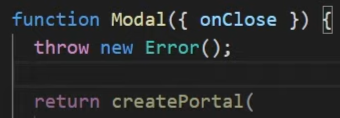 function Modal({ onClose }) {
throw new Error();
return createPortal(